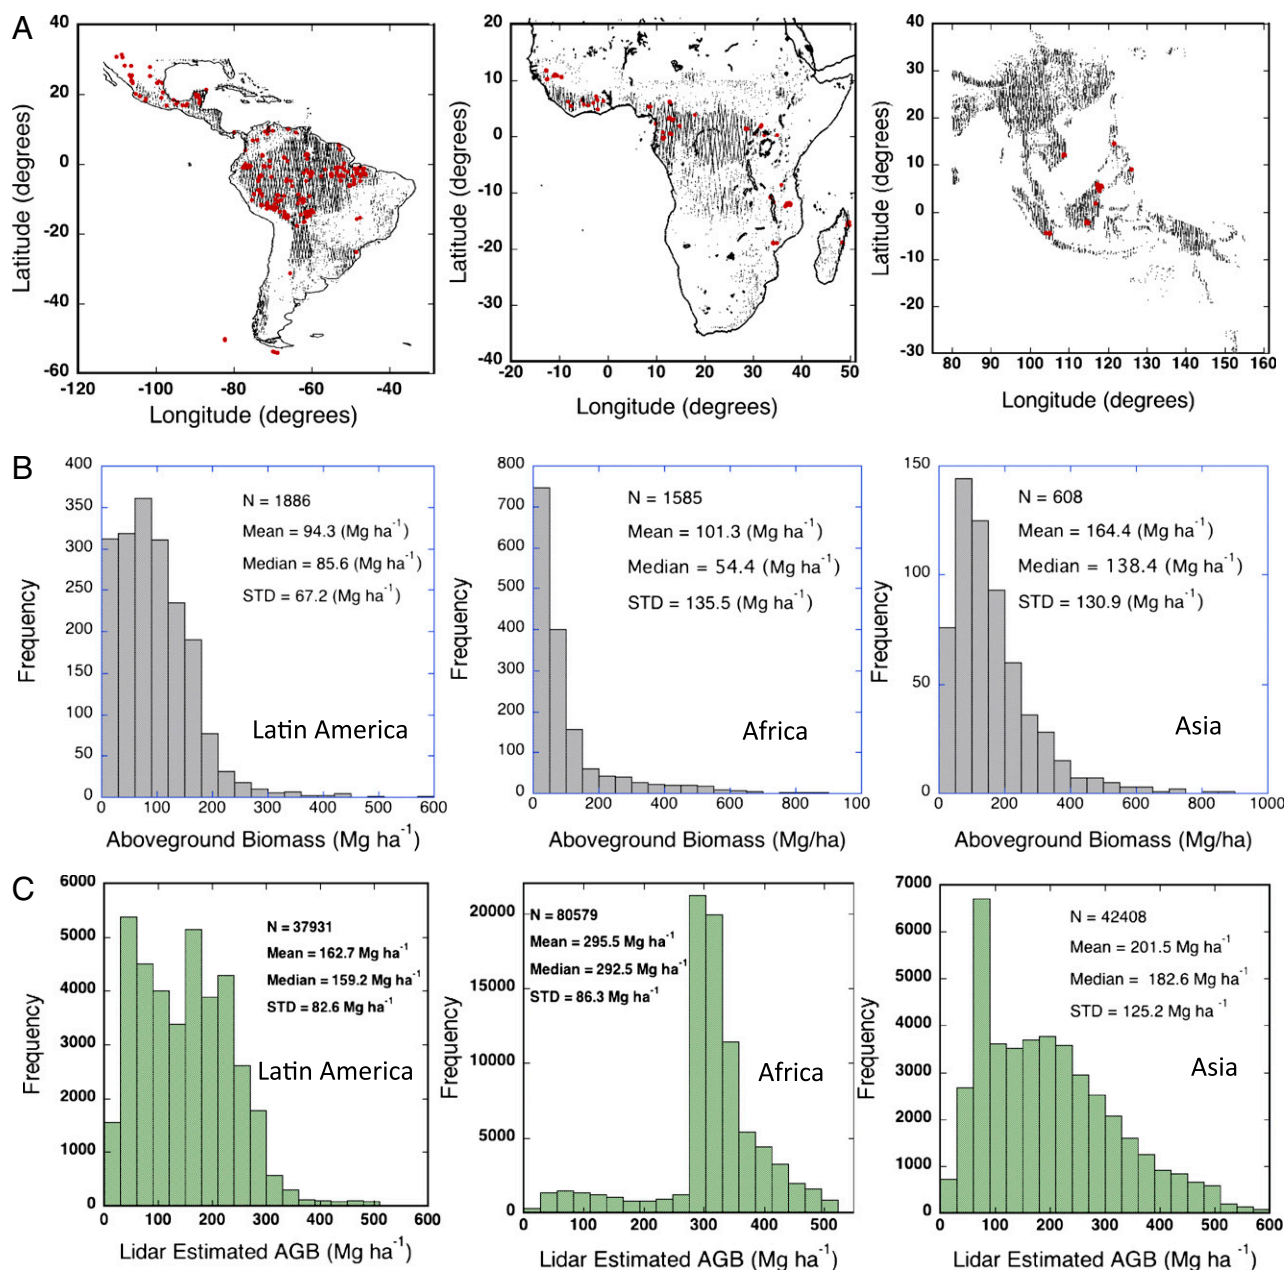 A
40
20
0
-20
-40
-60
-120
-100
-80
-60
-40
Latitude (degrees)
Longitude (degrees)
20
10
0
-10
-20
-30
-40
-20
-10
0
10
20
30
40
50
Latitude (degrees)
Longitude (degrees)
40
30
20
10
0
-10
-20
-30
80
90
100
110
120
130
140
150
160
Latitude (degrees)
Longitude (degrees)
B
400
350
300
250
200
150
100
50
0
0
100
200
300
400
500
600
Frequency
N = 1886
Mean = 94.3 (Mg ha-1)
Median = 85.6 (Mg ha-1)
STD = 67.2 (Mg ha-1)
Latin America
Aboveground Biomass (Mg ha-1)
800
700
600
500
400
300
200
100
0
0
200
400
600
800
100
Frequency
N = 1585
Mean = 101.3 (Mg ha-1)
Median = 54.4 (Mg ha-1)
STD = 135.5 (Mg ha-1)
Africa
Aboveground Biomass (Mg/ha)
150
100
50
0
0
200
400
600
800
1000
Frequency
N = 608
Mean = 164.4 (Mg ha-1)
Median = 138.4 (Mg ha-1)
STD = 130.9 (Mg ha-1)
Asia
Aboveground Biomass (Mg/ha)
C
6000
5000
4000
3000
2000
1000
0
0
100
200
300
400
500
600
Frequency
N = 37931
Mean = 162.7 Mg ha-1
Median = 159.2 Mg ha-1
STD = 82.6 Mg ha-1
Latin America
Lidar Estimated AGB (Mg ha-1)
20000
15000
10000
5000
0
0
100
200
300
400
500
Frequency
N = 80579
Mean = 295.5 Mg ha-1
Median = 292.5 Mg ha-1
STD = 86.3 Mg ha-1
Africa
Lidar Estimated AGB (Mg ha-1)
7000
6000
5000
4000
3000
2000
1000
0
0
100
200
300
400
500
600
Frequency
N = 42408
Mean = 201.5 Mg ha-1
Median = 182.6 Mg ha-1
STD = 125.2 Mg ha-1
Asia
Lidar Estimated AGB (Mg ha-1)